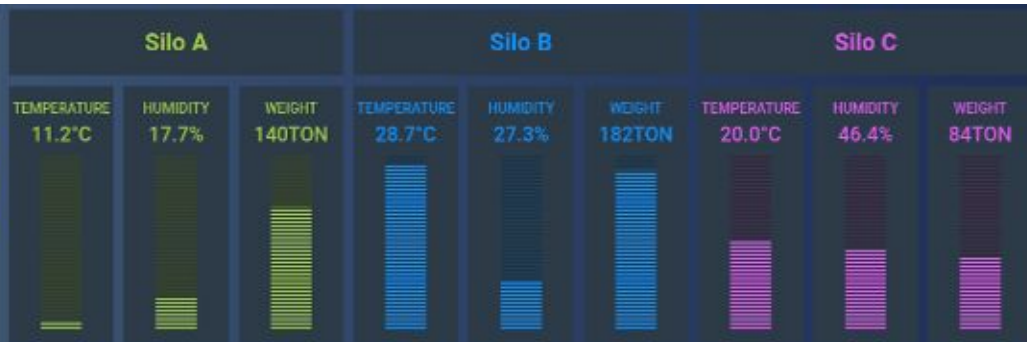 Silo A
TEMPERATURE
11.2°C
HUMIDITY
17.7%
WEIGHT
140TON
Silo B
TEMPERATURE
28.7°C
HUMIDITY
27.3%
WEIGHT
182TON
Silo C
TEMPERATURE
20.0°C
HUMIDITY
46.4%
WEIGHT
84TON